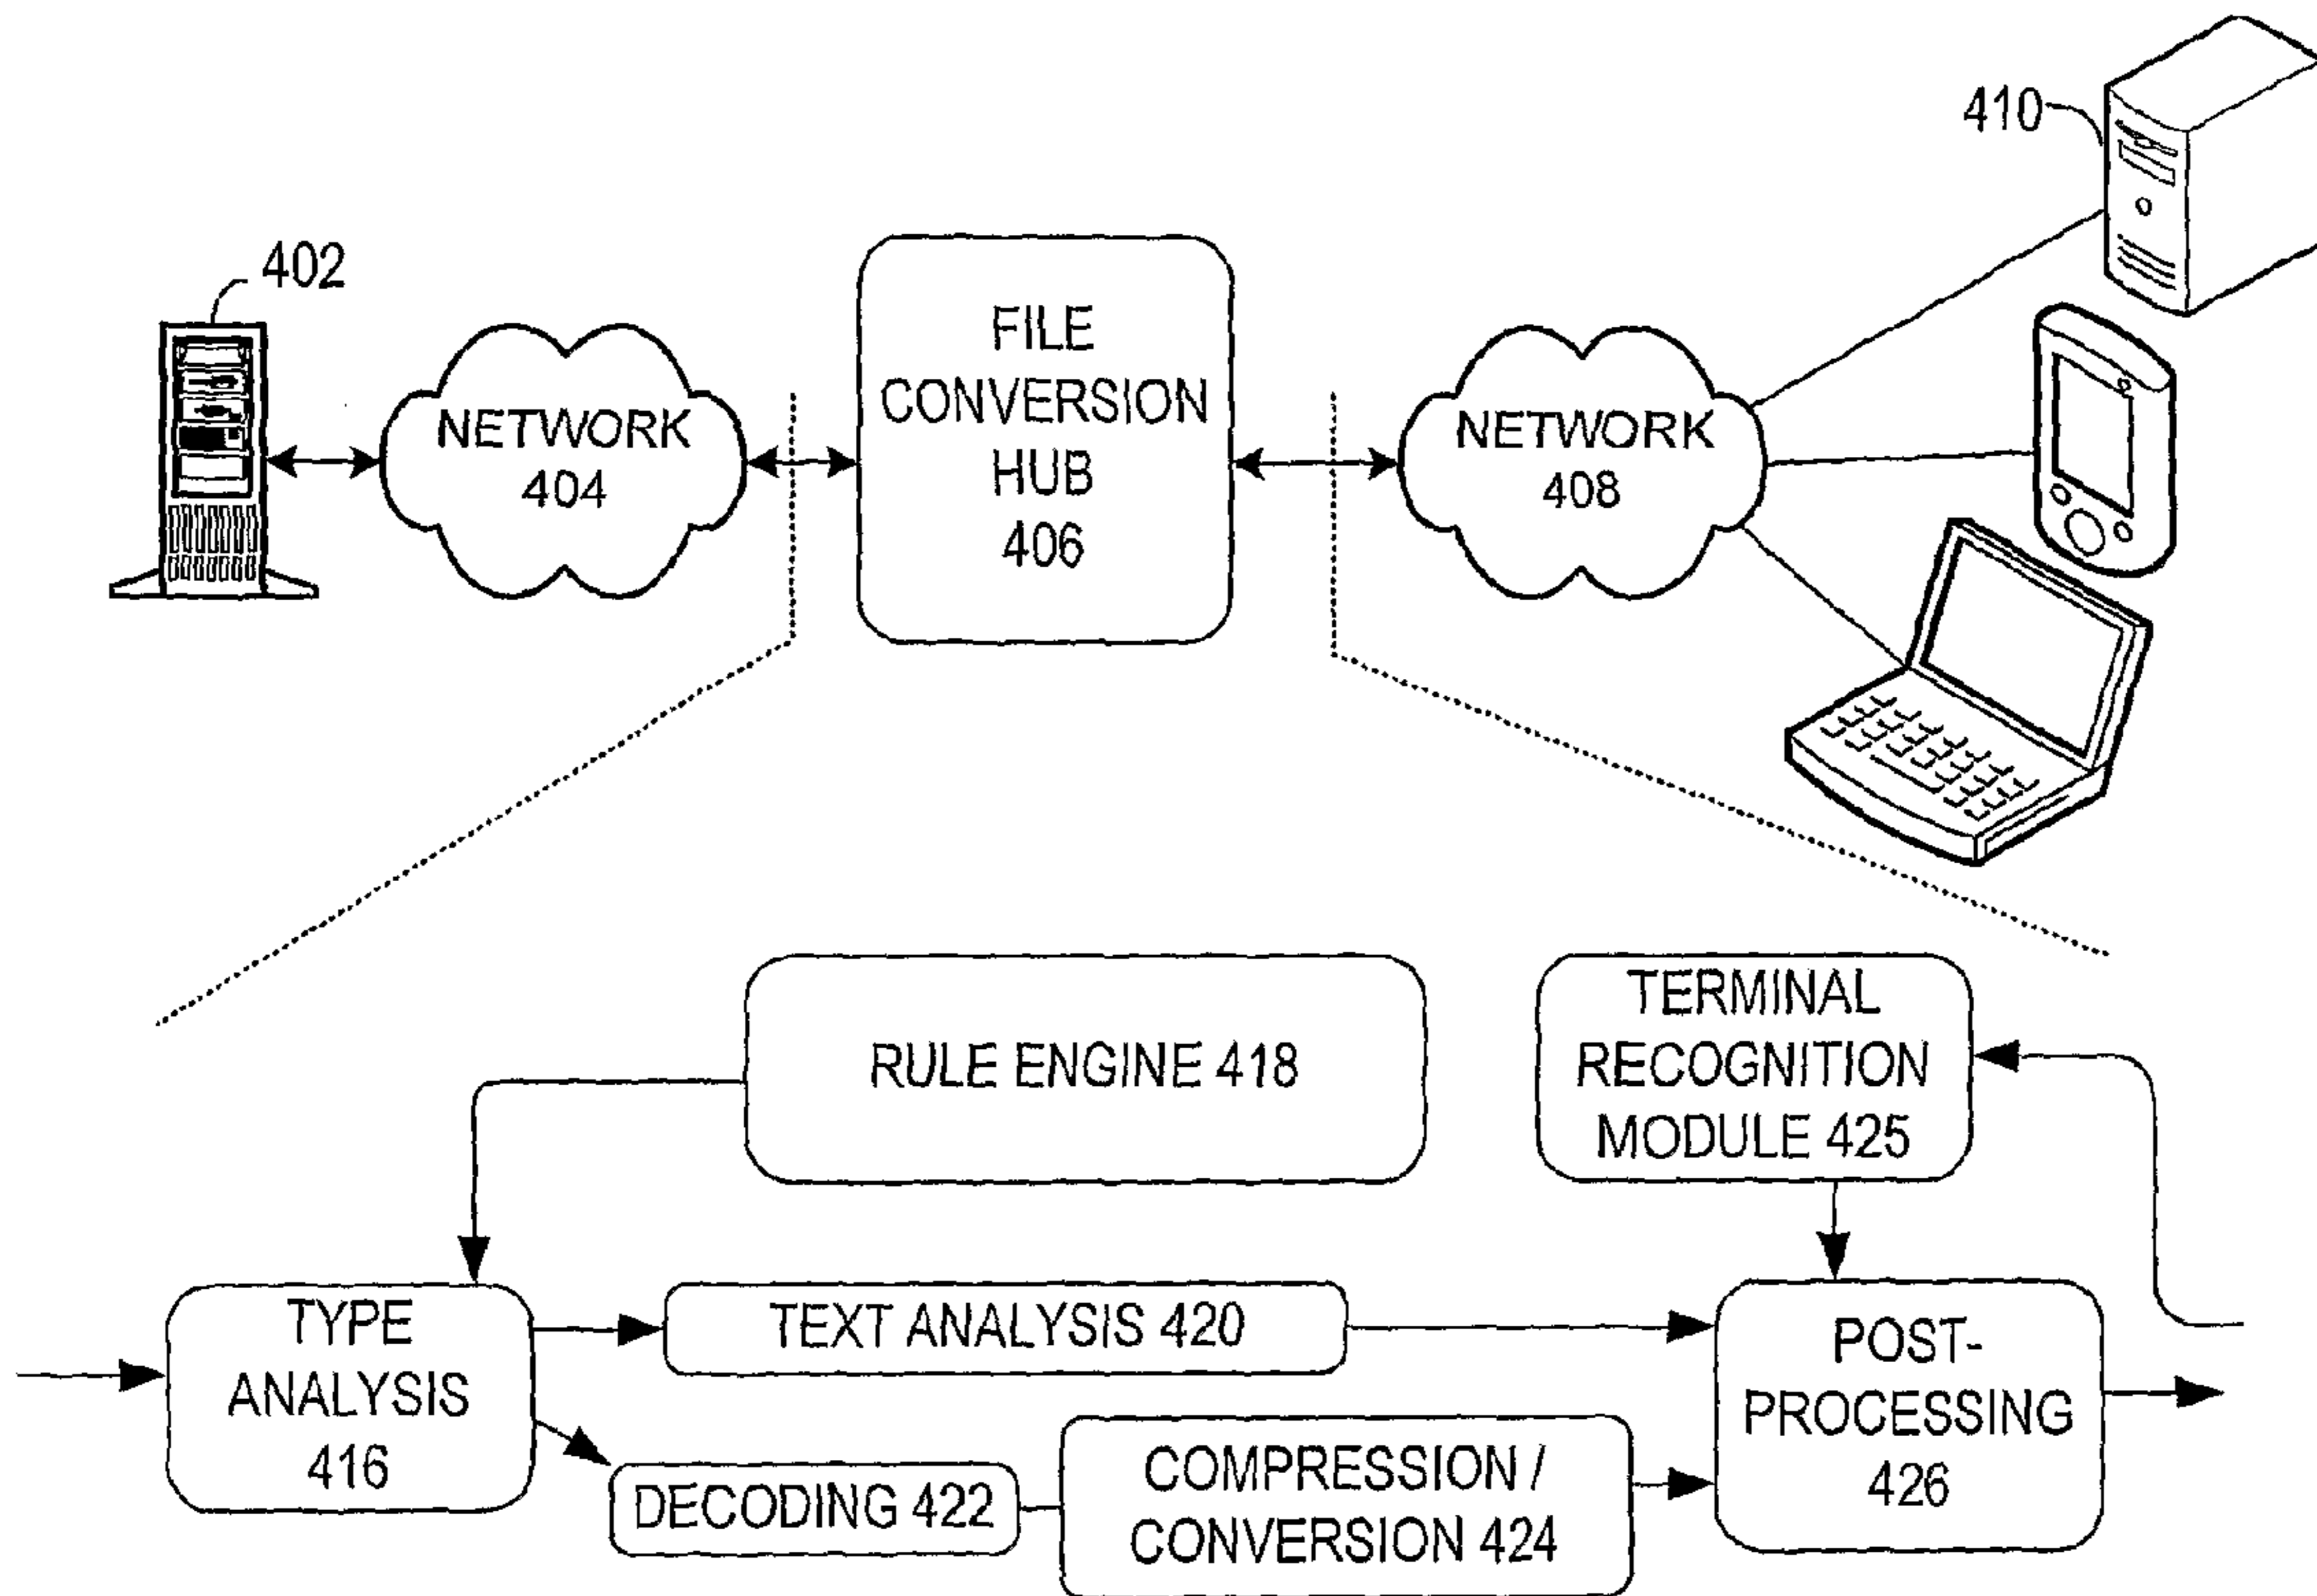 410
402
FILE
CONVERSION
HUB
406
NETWORK
404
NETWORK
408
RULE ENGINE 418
TERMINAL
RECOGNITION
MODULE 425
TYPE
ANALYSIS
416
TEXT ANALYSIS 420
DECODING 422
COMPRESSION /
CONVERSION 424
POST-
PROCESSING
426